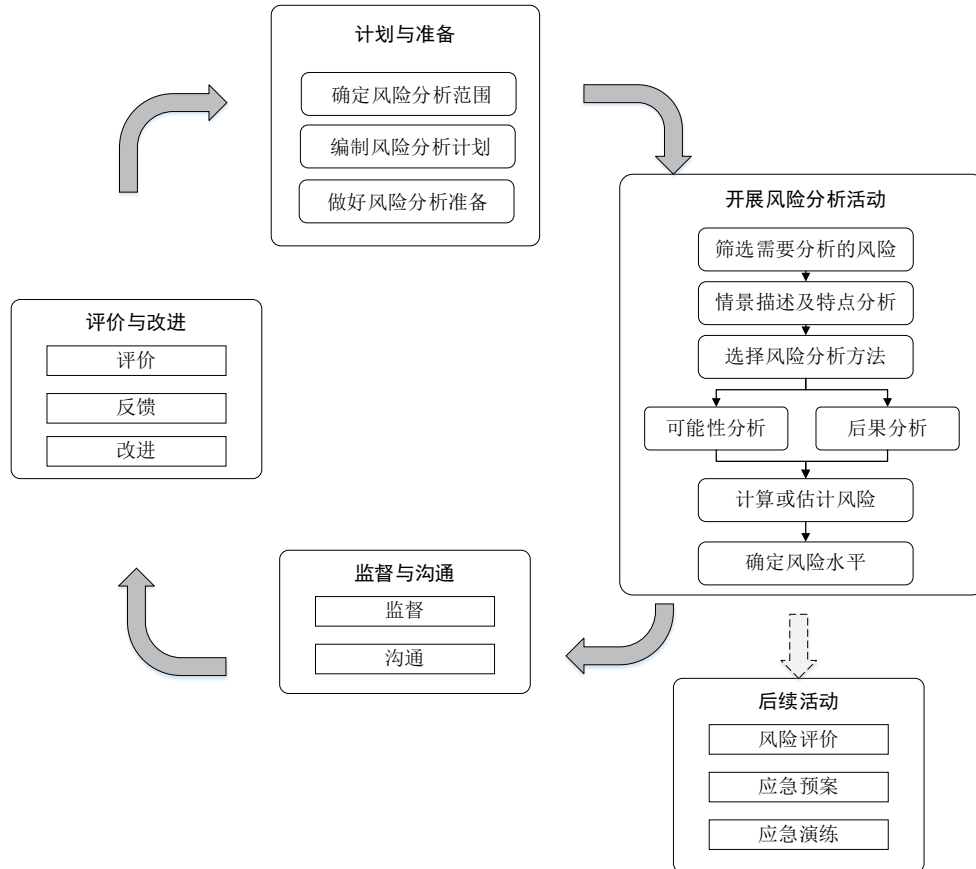 计划与准备
确定风险分析范围
编制风险分析计划
做好风险分析准备
开展风险分析活动
筛选需要分析的风险
情景描述及特点分析
选择风险分析方法
可能性分析
后果分析
计算或估计风险
确定风险水平
后续活动
风险评价
应急预案
应急演练
监督与沟通
监督
沟通
评价与改进
评价
反馈
改进